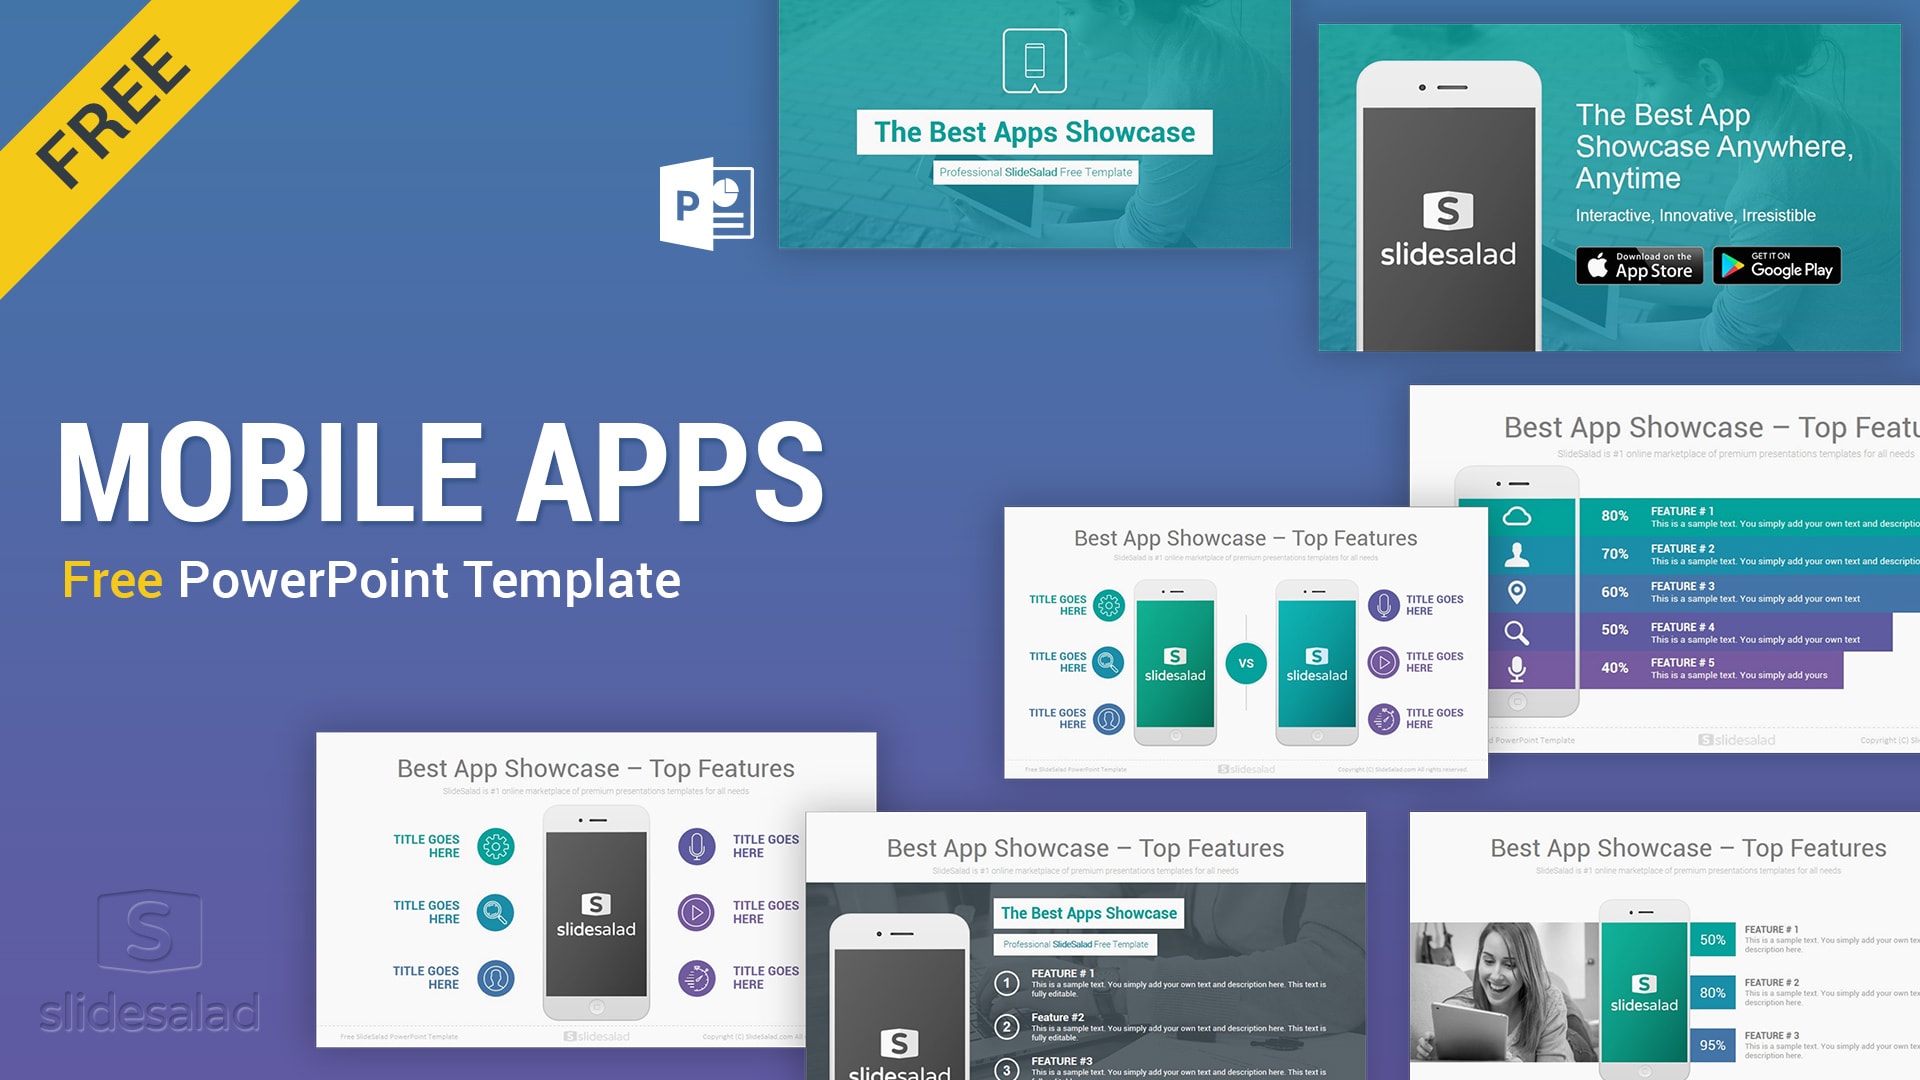 FREE
P
MOBILE APPS
Free PowerPoint Template
S
slidesalad
The Best Apps Showcase
Professional SlideSalad Free Template
S
slidesalad
The Best App
Showcase Anywhere,
Anytime
Interactive, Innovative, Irresistible
Download on the
App Store
GET IT ON
Google Play
Best App Showcase – Top Featu
SlideSalad is #1 online marketplace of premium presentations templates for all needs
80%
FEATURE # 1
This is a sample text. You simply add your own text and descriptio
70%
FEATURE # 2
This is a sample text. You simply add your own text and descriptio
60%
FEATURE # 3
This is a sample text. You simply add your own text
50%
FEATURE # 4
This is a sample text. You simply add your own text
40%
FEATURE # 5
This is a sample text. You simply add yours
d PowerPoint Template
S slidesalad
Copyright (C) Sli
Best App Showcase – Top Features
SlideSalad is #1 online marketplace of premium presentations templates for all needs
TITLE GOES
HERE
TITLE GOES
HERE
TITLE GOES
HERE
S
slidesalad
VS
S
slidesalad
TITLE GOES
HERE
TITLE GOES
HERE
TITLE GOES
HERE
Free SlideSalad PowerPoint Template
S slidesalad
Copyright (C) SlideSalad.com All rights reserved.
Best App Showcase – Top Features
SlideSalad is #1 online marketplace of premium presentations templates for all needs
TITLE GOES
HERE
TITLE GOES
HERE
TITLE GOES
HERE
S
slidesalad
TITLE GOES
HERE
TITLE GOES
HERE
TITLE GOES
HERE
Free SlideSalad PowerPoint Template
S slidesalad
Copyright (C) SlideSalad.com All
Best App Showcase – Top Features
SlideSalad is #1 online marketplace of premium presentations templates for all needs
The Best Apps Showcase
Professional SlideSalad Free Template
S
slidesalad
1
FEATURE # 1
This is a sample text. You simply add your own text and description here. This text is
fully editable.
2
Feature #2
This is a sample text. You simply add your own text and description here. This text is
fully editable.
3
FEATURE #3
This is a sample text. You simply add your own text and description here. This text is
Best App Showcase – Top Features
SlideSalad is #1 online marketplace of premium presentations templates for all needs
S
slidesalad
50%
FEATURE # 1
This is a sample text. You simply add your own tex
description here.
80%
FEATURE # 2
This is a sample text. You simply add your own tex
description here.
95%
FEATURE # 3
This is a sample text. You simply add your own tex
description here.